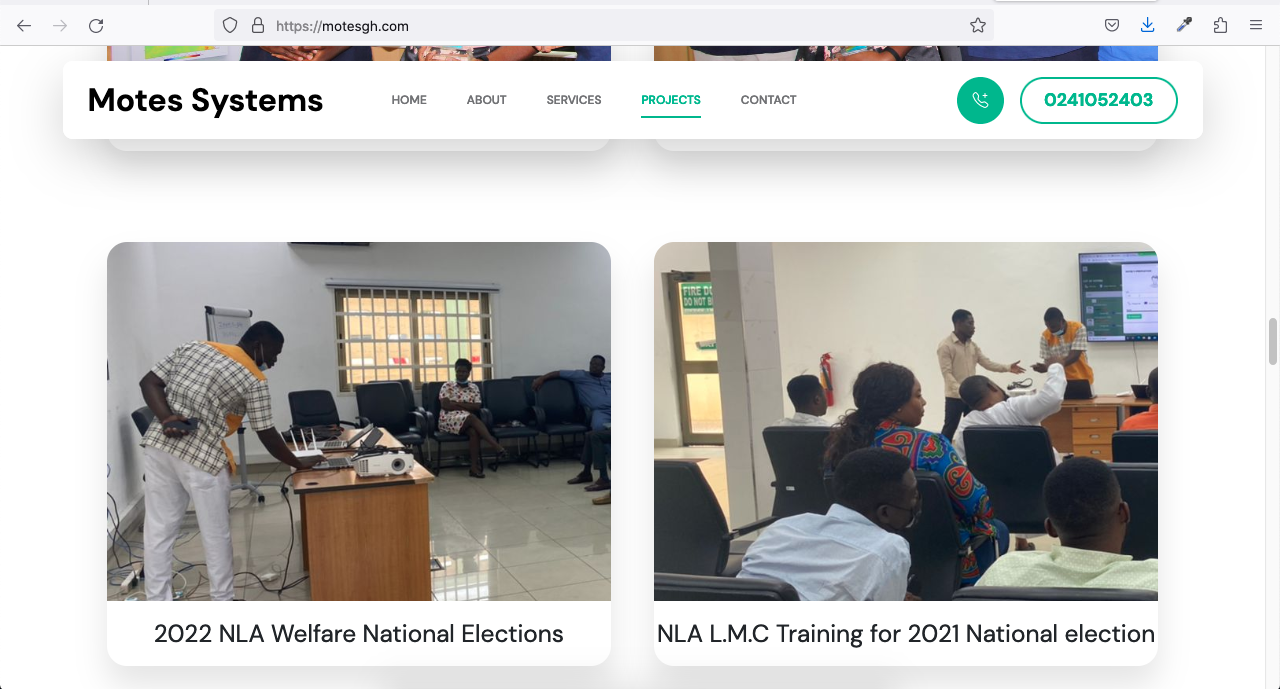 https://motesgh.com
Motes Systems
HOME
ABOUT
SERVICES
PROJECTS
CONTACT
0241052403
FIRE DO
DO NOT B
2022 NLA Welfare National Elections
NLA L.M.C Training for 2021 National election